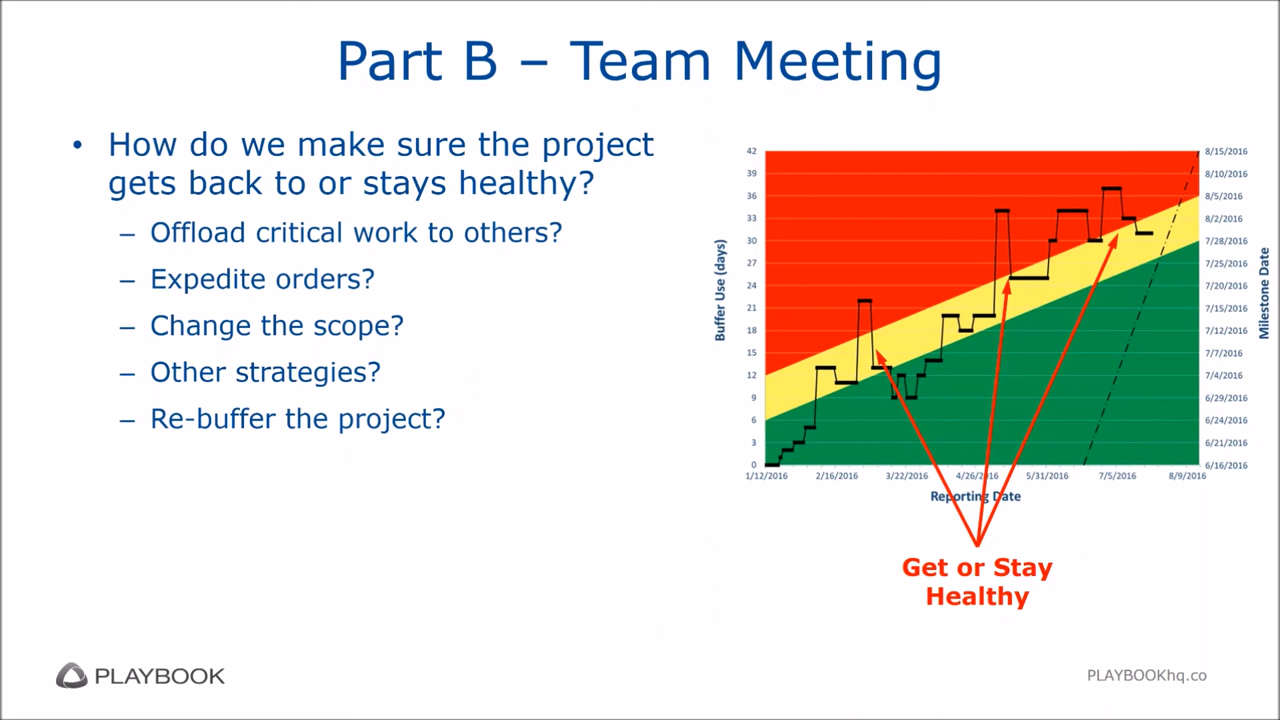 Part B – Team Meeting
• How do we make sure the project
gets back to or stays healthy?
– Offload critical work to others?
– Expedite orders?
– Change the scope?
– Other strategies?
– Re-buffer the project?
Buffer Use (days)
42
39
36
33
30
27
24
21
18
15
12
9
6
3
0
8/15/2016
8/10/2016
8/5/2016
8/2/2016
7/28/2016
7/25/2016
7/20/2016
7/15/2016
7/12/2016
7/7/2016
7/4/2016
6/29/2016
6/24/2016
6/21/2016
6/16/2016
Milestone Date
1/12/2016 2/16/2016 3/22/2016 4/26/2016 5/31/2016 7/5/2016 8/9/2016
Reporting Date
Get or Stay
Healthy
PLAYBOOK
PLAYBOOKhq.co